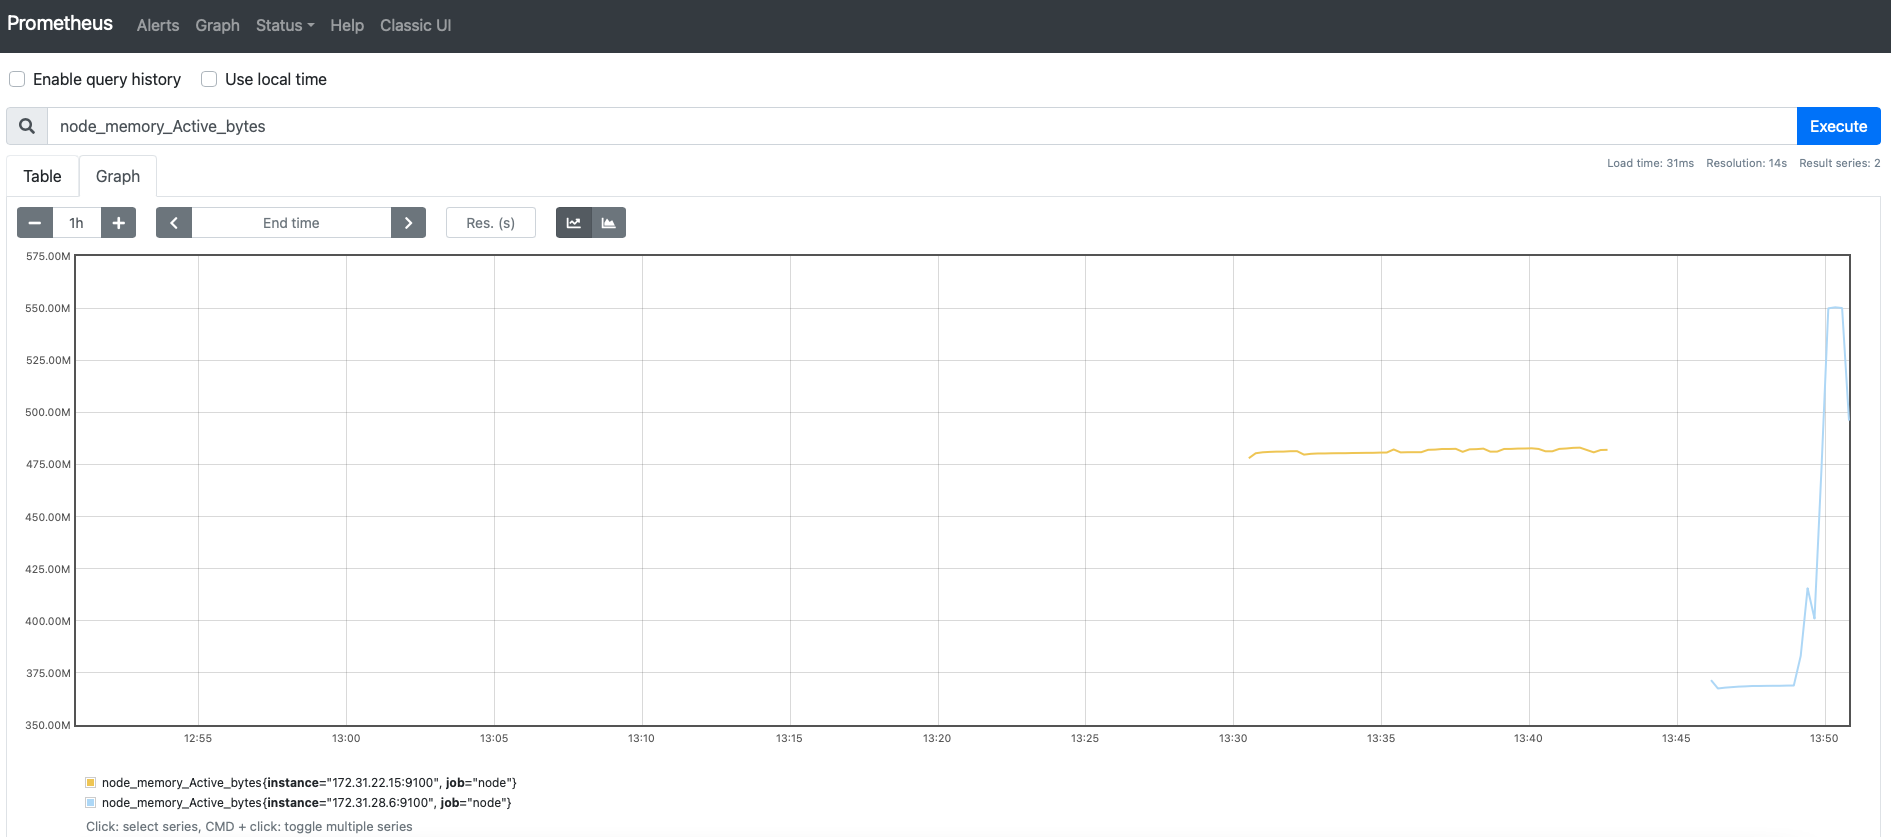 Prometheus Alerts Graph Status Help Classic UI
Enable query history Use local time
node_memory_Active_bytes Execute
Load time: 31ms Resolution: 14s Result series: 2
Table Graph
1h End time Res. (s)
575.00M
550.00M
525.00M
500.00M
475.00M
450.00M
425.00M
400.00M
375.00M
350.00M
12:55 13:00 13:05 13:10 13:15 13:20 13:25 13:30 13:35 13:40 13:45 13:50
node_memory_Active_bytes{instance="172.31.22.15:9100", job="node"}
node_memory_Active_bytes{instance="172.31.28.6:9100", job="node"}
Click: select series, CMD + click: toggle multiple series